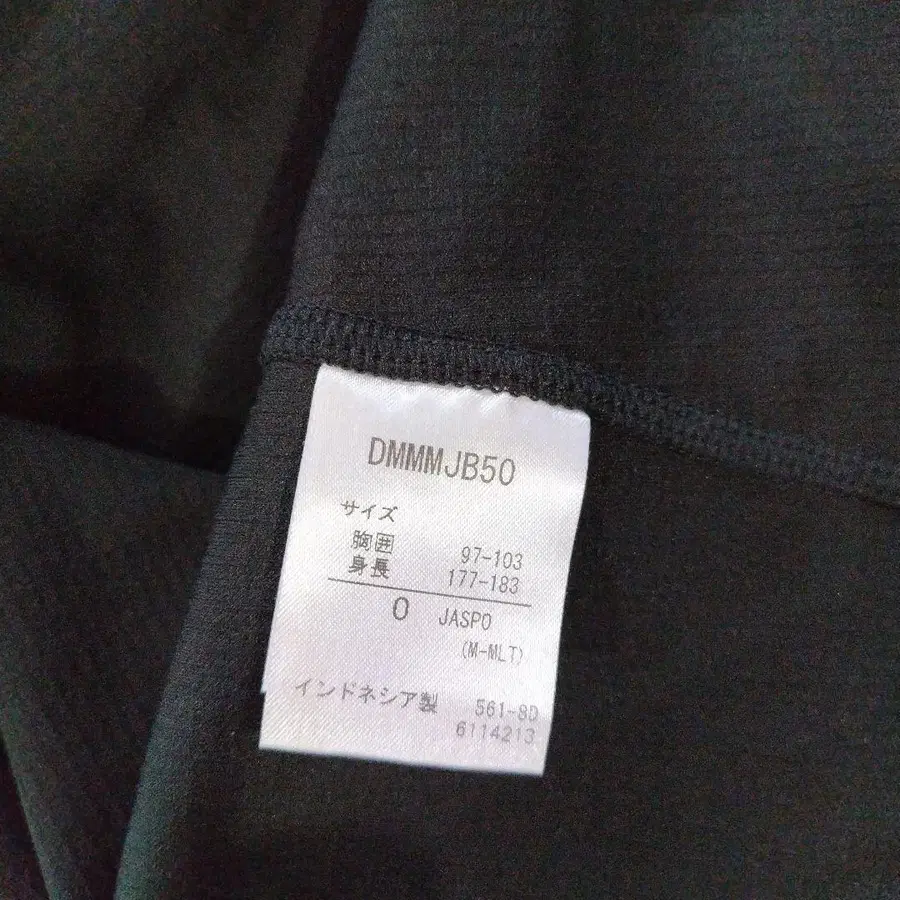 DMMMJB50
サイズ
胸囲 97-103
身長 177-183
O JASPO
(M-MLT)
インドネシア製 561-8D
6114213